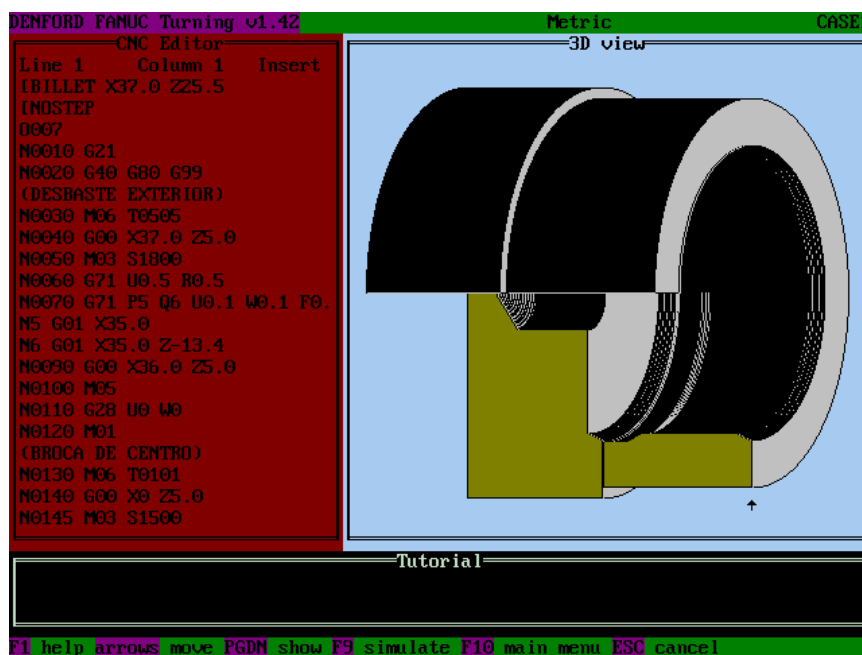 DENFORD FANUC Turning v1.42 Metric CASE
CNC Editor
Line 1 Column 1 Insert
[BILLET X37.0 Z25.5
[NOSTEP
O007
N0010 G21
N0020 G40 G80 G99
(DESBASTE EXTERIOR)
N0030 M06 T0505
N0040 G00 X37.0 Z5.0
N0050 M03 S1800
N0060 G71 U0.5 R0.5
N0070 G71 P5 Q6 U0.1 W0.1 F0.
N5 G01 X35.0
N6 G01 X35.0 Z-13.4
N0090 G00 X36.0 Z5.0
N0100 M05
N0110 G28 U0 W0
N0120 M01
(BROCA DE CENTRO)
N0130 M06 T0101
N0140 G00 X0 Z5.0
N0145 M03 S1500
3D view
Tutorial
F1 help arrows move PGDN show F9 simulate F10 main menu ESC cancel